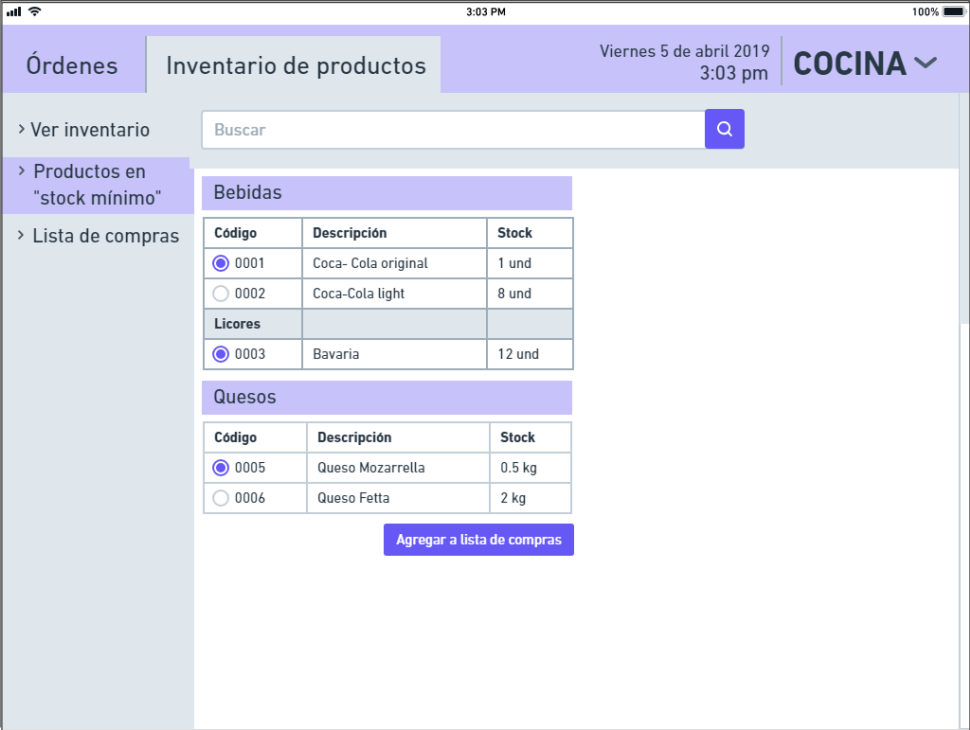 3:03 PM
100%
Órdenes
Inventario de productos
Viernes 5 de abril 2019
3:03 pm
COCINA
Ver inventario
Productos en
"stock mínimo"
Lista de compras
Buscar
Bebidas
Código Descripción Stock
0001 Coca- Cola original 1 und
0002 Coca-Cola light 8 und
Licores
0003 Bavaria 12 und
Quesos
Código Descripción Stock
0005 Queso Mozarrella 0.5 kg
0006 Queso Fetta 2 kg
Agregar a lista de compras